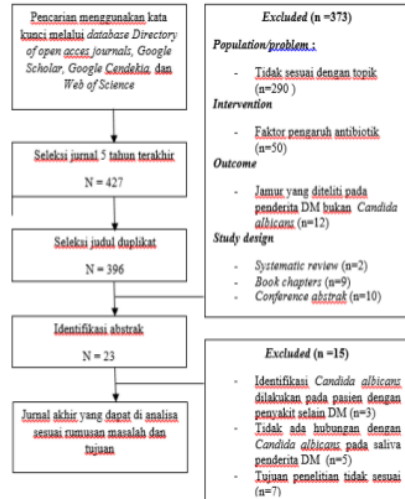 Pencarian menggunakan kata
kunci melalui database Directory
of open acces journals, Google
Scholar, Google Cendekia, dan
Web of Science
Seleksi jurnal 5 tahun terakhir
N = 427
Seleksi judul duplikat
N = 396
Identifikasi abstrak
N = 23
Jurnal akhir yang dapat di analisa
sesuai rumusan masalah dan
tujuan
Excluded (n =373)
Population/problem :
- Tidak sesuai dengan topik
(n=290 )
Intervention
- Faktor pengaruh antibiotik
(n=50)
Outcome
- Jamur yang diteliti pada
penderita DM bukan Candida
albicans (n=12)
Study design
- Systematic review (n=2)
- Book chapters (n=9)
- Conference abstrak (n=10)
Excluded (n =15)
- Identifikasi Candida albicans
dilakukan pada pasien dengan
penyakit selain DM (n=3)
- Tidak ada hubungan dengan
Candida albicans pada saliva
penderita DM (n=5)
- Tujuan penelitian tidak sesuai
(n=7)